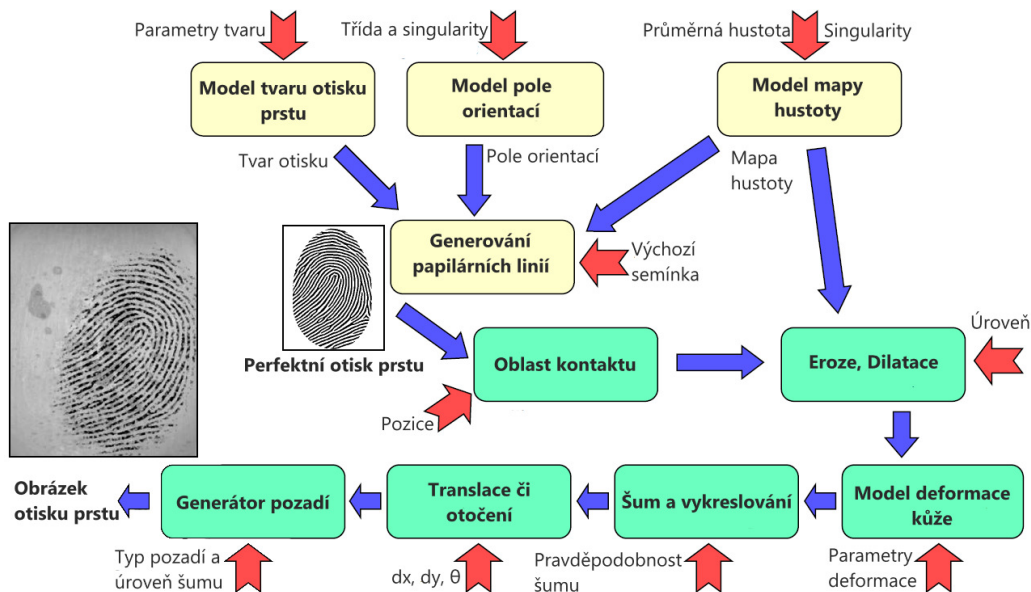 Parametry tvaru
Třída a singularity
Průměrná hustota
Singularity
Model tvaru otisku
prstu
Model pole
orientací
Model mapy
hustoty
Tvar otisku
Pole orientací
Mapa
hustoty
Generování
papilárních linií
Výchozí
semínka
Perfektní otisk prstu
Oblast kontaktu
Eroze, Dilatace
Úroveň
Pozice
Obrázek
otisku prstu
Generátor pozadí
Translace či
otočení
Šum a vykreslování
Model deformace
kůže
Typ pozadí a
úroveň šumu
dx, dy, θ
Pravděpodobnost
šumu
Parametry
deformace